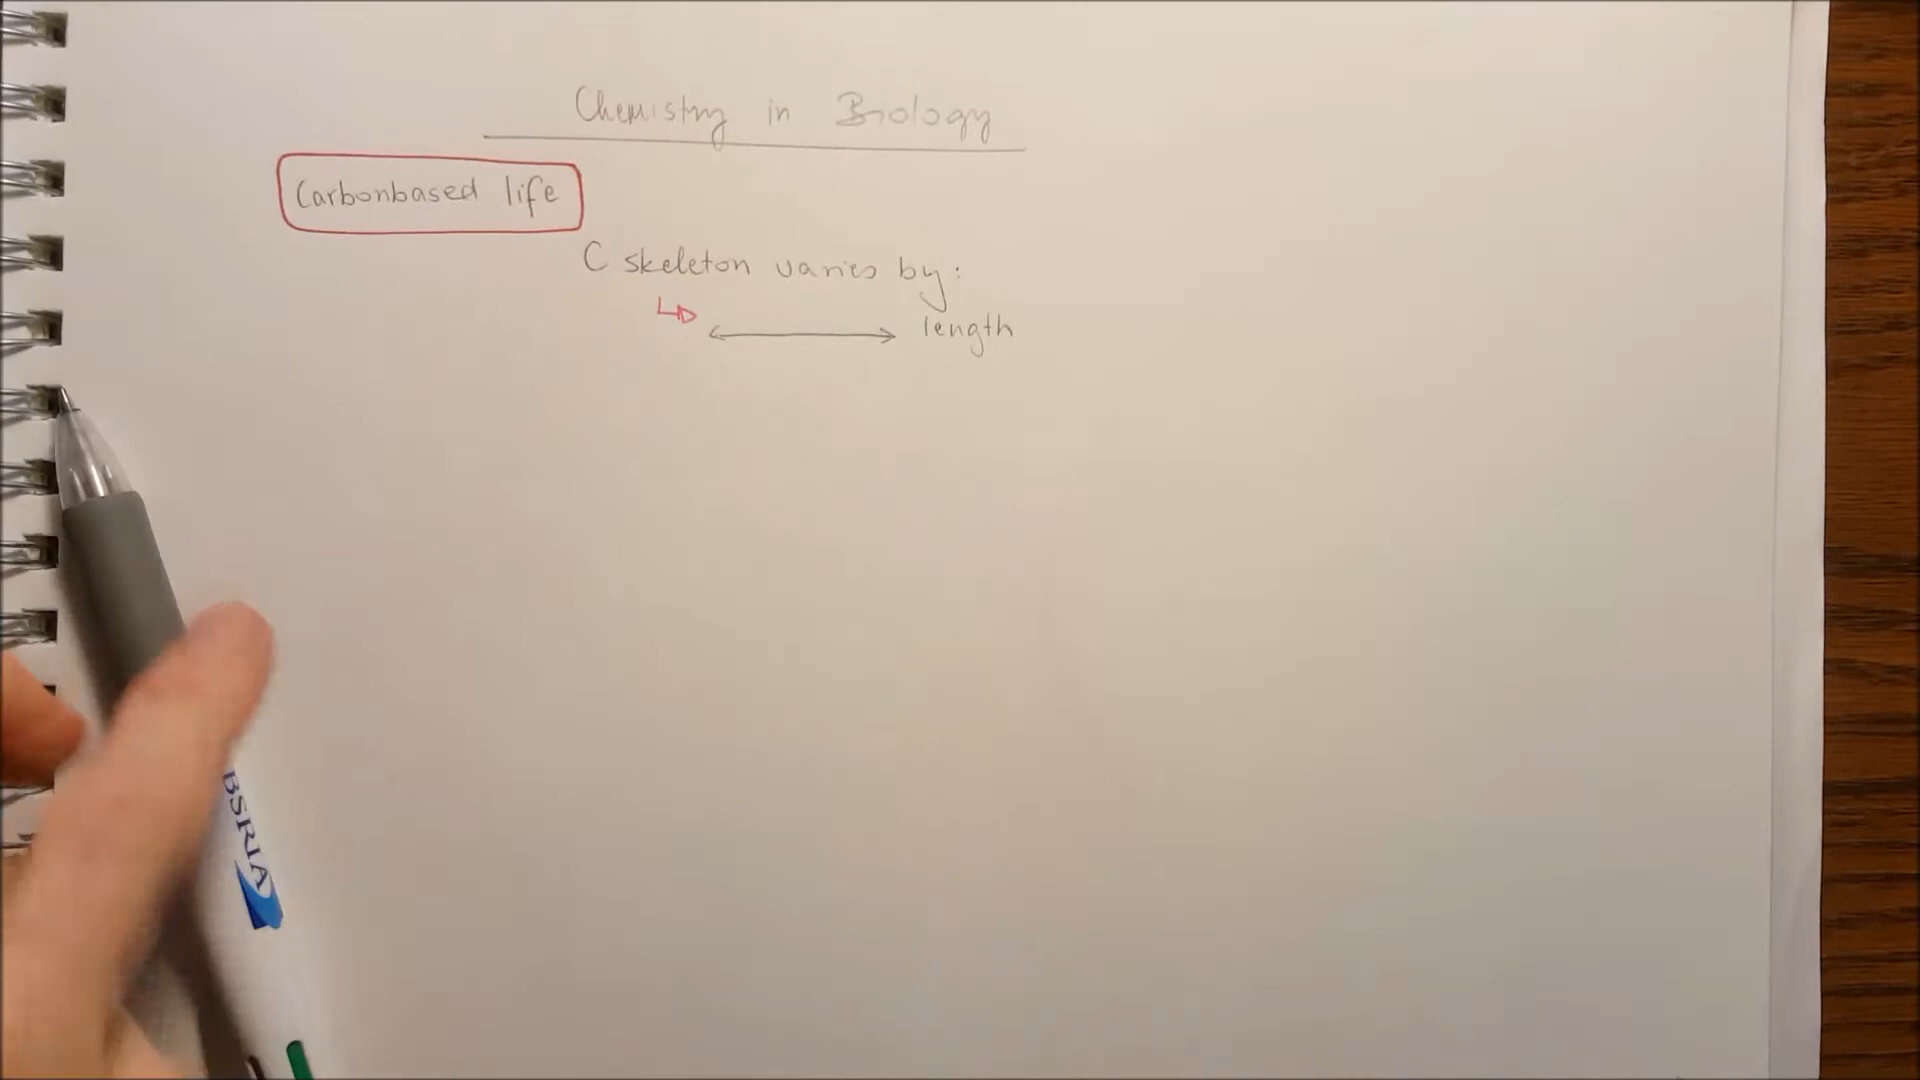 Chemistry in Biology
Carbonbased life
C skeleton varies by:
length
BSRIA